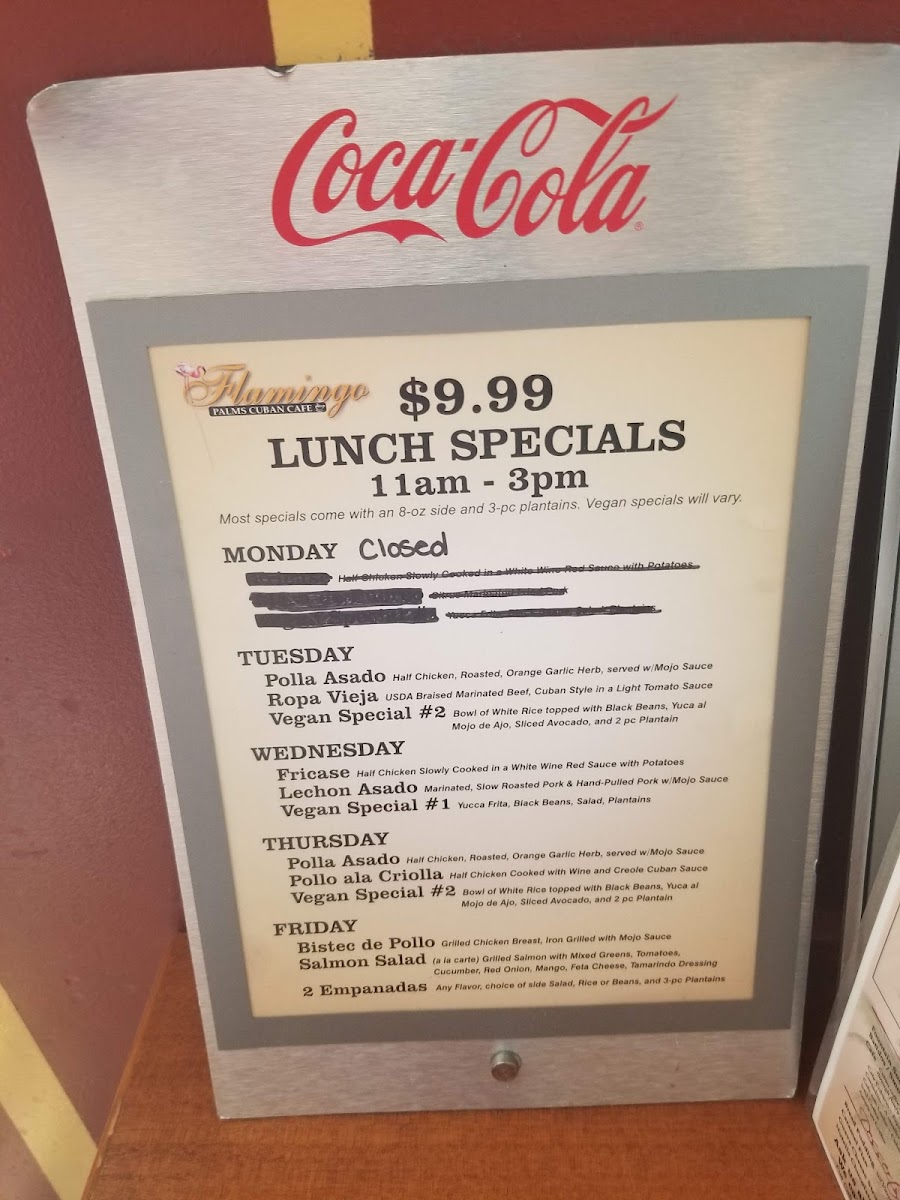 Coca-Cola
Flamingo
PALMS CUBAN CAFE
$9.99
LUNCH SPECIALS
11am - 3pm
Most specials come with an 8-oz side and 3-pc plantains. Vegan specials will vary.
MONDAY Closed
Half Chicken Slowly Cooked in a White Wine Red Sauce with Potatoes
TUESDAY
Polla Asado Half Chicken, Roasted, Orange Garlic Herb, served w/Mojo Sauce
Ropa Vieja USDA Braised Marinated Beef, Cuban Style in a Light Tomato Sauce
Vegan Special #2 Bowl of White Rice topped with Black Beans, Yuca al
Mojo de Ajo, Sliced Avocado, and 2 pc Plantain
WEDNESDAY
Fricase Half Chicken Slowly Cooked in a White Wine Red Sauce with Potatoes
Lechon Asado Marinated, Slow Roasted Pork & Hand-Pulled Pork w/Mojo Sauce
Vegan Special #1 Yucca Frita, Black Beans, Salad, Plantains
THURSDAY
Polla Asado Half Chicken, Roasted, Orange Garlic Herb, served w/Mojo Sauce
Pollo ala Criolla Half Chicken Cooked with Wine and Creole Cuban Sauce
Vegan Special #2 Bowl of White Rice topped with Black Beans, Yuca al
Mojo de Ajo, Sliced Avocado, and 2 pc Plantain
FRIDAY
Bistec de Pollo Grilled Chicken Breast, Iron Grilled with Mojo Sauce
Salmon Salad (a la carte) Grilled Salmon with Mixed Greens, Tomatoes,
Cucumber, Red Onion, Mango, Feta Cheese, Tamarindo Dressing
2 Empanadas Any Flavor, choice of side Salad, Rice or Beans, and 3-pc Plantains